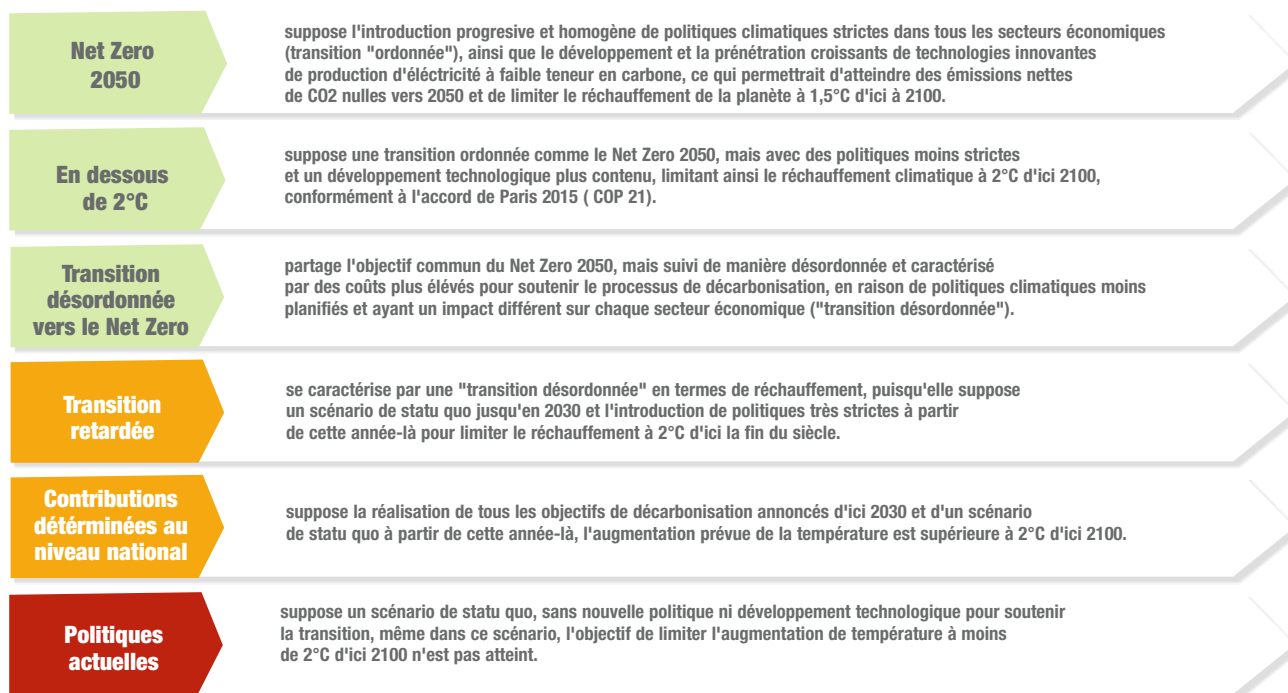 Net Zero
2050
suppose l'introduction progresive et homogène de politiques climatiques strictes dans tous les secteurs économiques
(transition "ordonnée"), ainsi que le développement et la prénétration croissants de technologies innovantes
de production d'éléctricité à faible teneur en carbone, ce qui permettrait d'atteindre des émissions nettes
de CO2 nulles vers 2050 et de limiter le réchauffement de la planète à 1,5°C d'ici à 2100.
En dessous
de 2°C
suppose une transition ordonnée comme le Net Zero 2050, mais avec des politiques moins strictes
et un développement technologique plus contenu, limitant ainsi le réchauffement climatique à 2°C d'ici 2100,
conformément à l'accord de Paris 2015 ( COP 21).
Transition
désordonnée
vers le Net Zero
partage l'objectif commun du Net Zero 2050, mais suivi de manière désordonnée et caractérisé
par des coûts plus élévés pour soutenir le processus de décarbonisation, en raison de politiques climatiques moins
planifiés et ayant un impact différent sur chaque secteur économique ("transition désordonnée").
Transition
retardée
se caractérise par une "transition désordonnée" en termes de réchauffement, puisqu'elle suppose
un scénario de statu quo jusqu'en 2030 et l'introduction de politiques très strictes à partir
de cette année-là pour limiter le réchauffement à 2°C d'ici la fin du siècle.
Contributions
détérminées au
niveau national
suppose la réalisation de tous les objectifs de décarbonisation annoncés d'ici 2030 et d'un scénario
de statu quo à partir de cette année-là, l'augmentation prévue de la température est supérieure à 2°C d'ici 2100.
Politiques
actuelles
suppose un scénario de statu quo, sans nouvelle politique ni développement technologique pour soutenir
la transition, même dans ce scénario, l'objectif de limiter l'augmentation de température à moins
de 2°C d'ici 2100 n'est pas atteint.